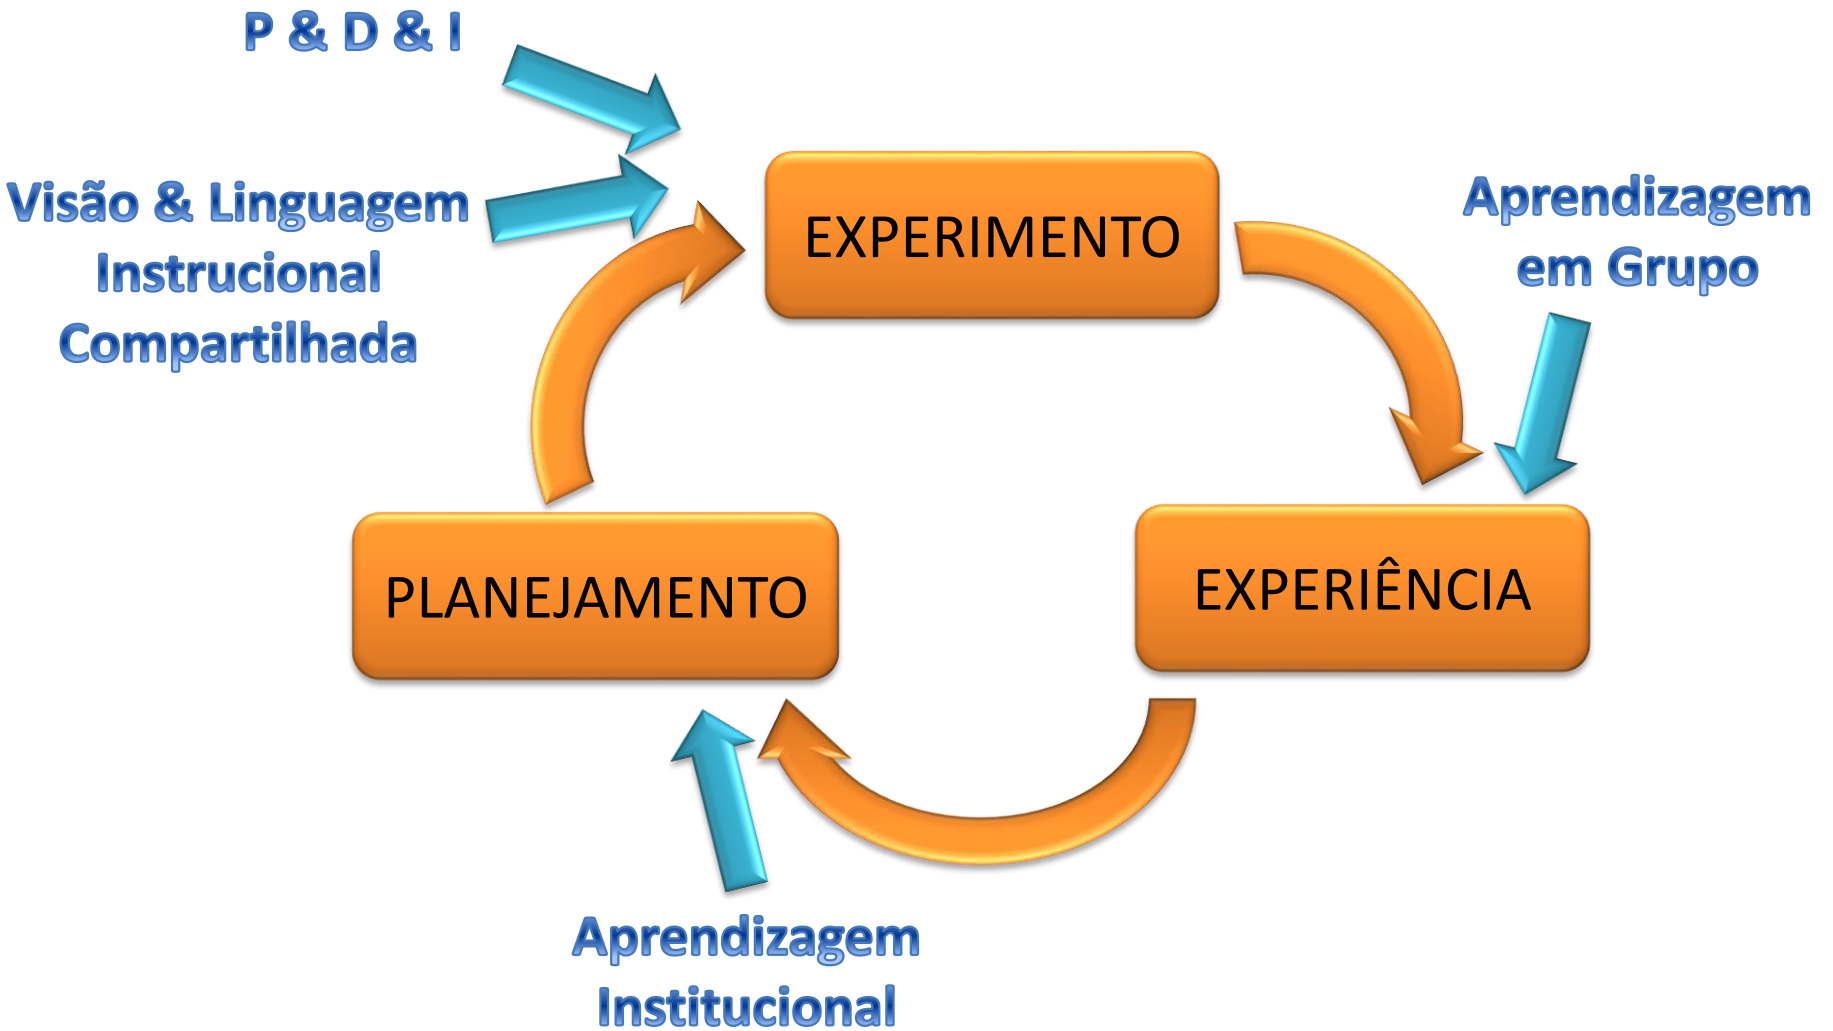 P & D & I
Visão & Linguagem
Instrucional
Compartilhada
EXPERIMENTO
Aprendizagem
em Grupo
PLANEJAMENTO
EXPERIÊNCIA
Aprendizagem
Institucional